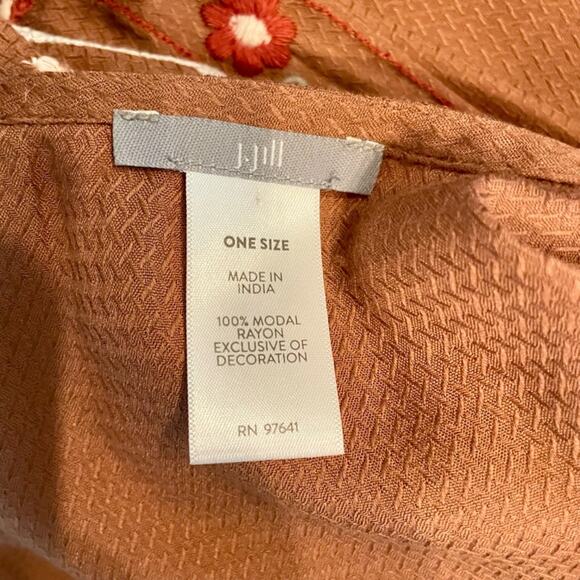 J.Jill
ONE SIZE
MADE IN
INDIA
100% MODAL
RAYON
EXCLUSIVE OF
DECORATION
RN 97641